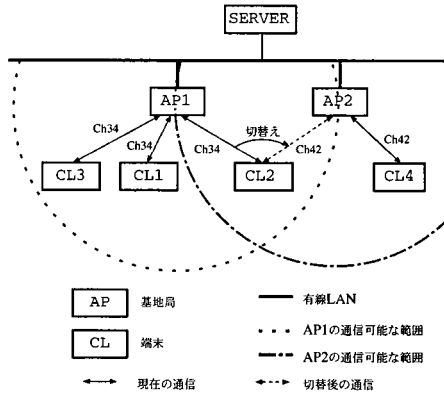 SERVER
AP1
AP2
Ch34
Ch34
Ch34
切替え
Ch42
Ch42
CL3
CL1
CL2
CL4
AP 基地局
有線LAN
CL 端末
AP1の通信可能な範囲
AP2の通信可能な範囲
現在の通信
切替後の通信